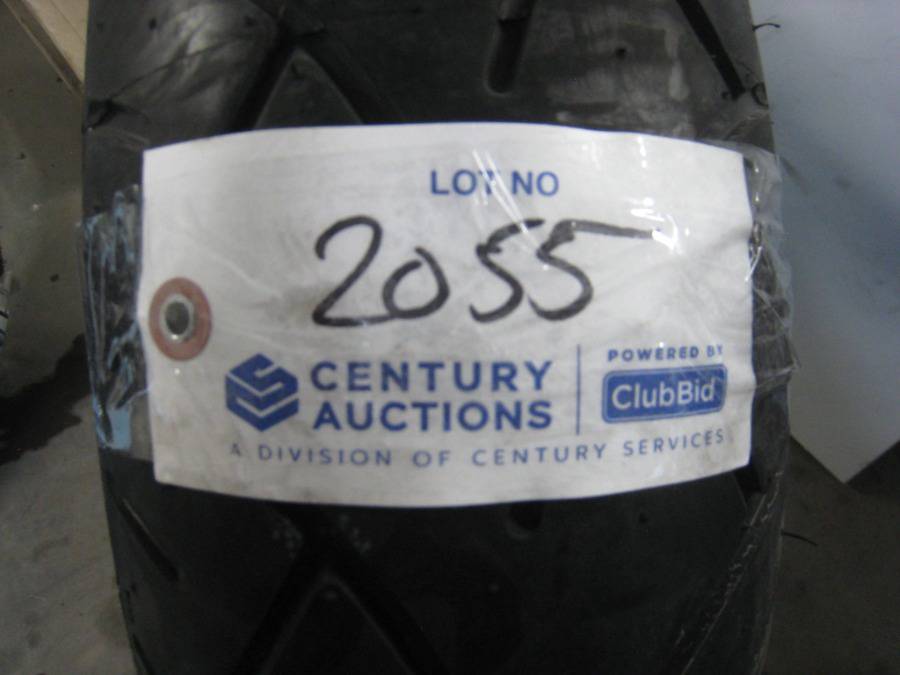 LOT NO
2055
CENTURY
AUCTIONS
POWERED BY
ClubBid
A DIVISION OF CENTURY SERVICES